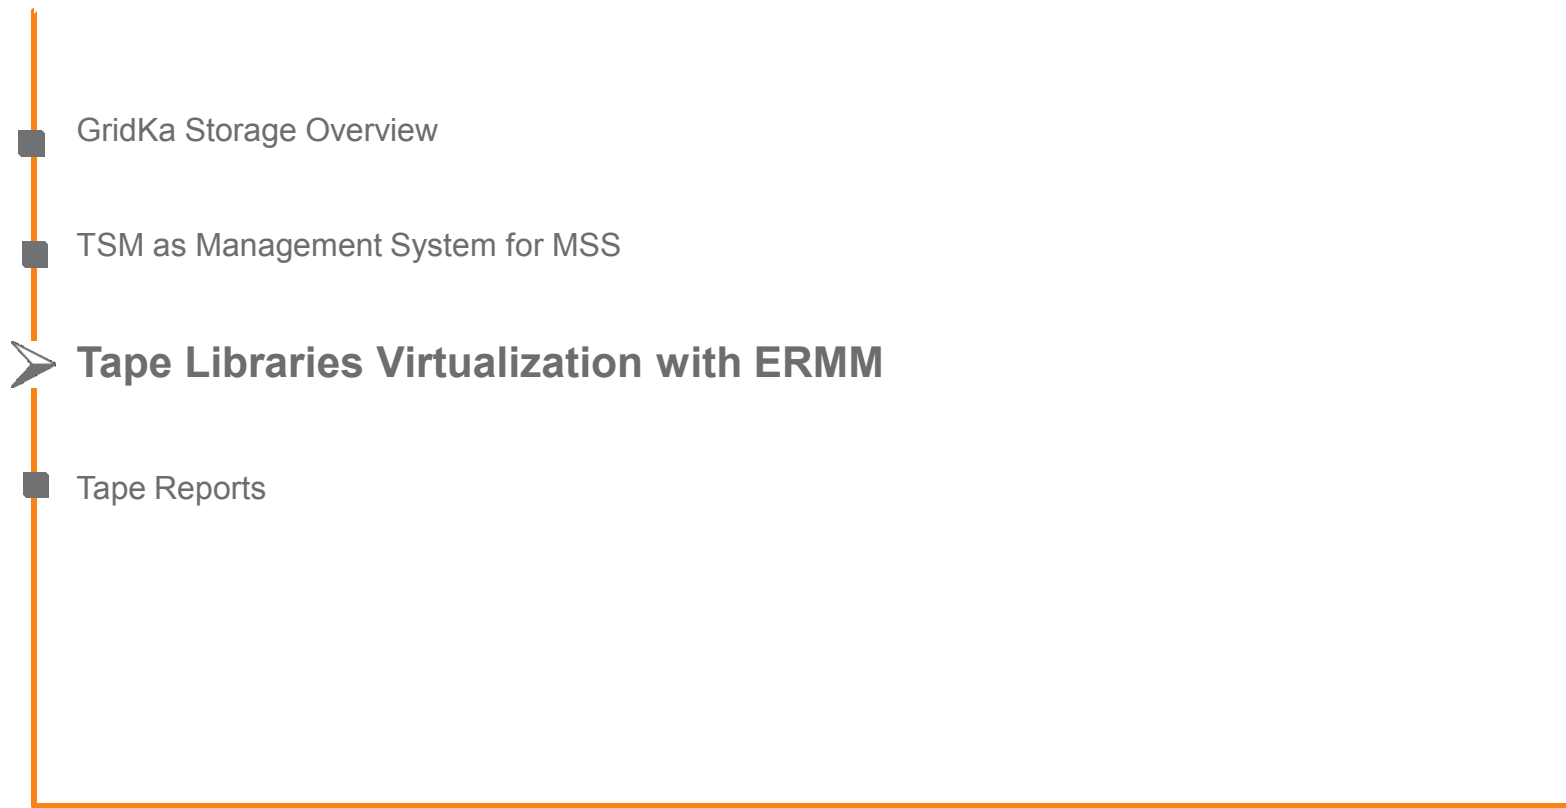 GridKa Storage Overview
TSM as Management System for MSS
Tape Libraries Virtualization with ERMM
Tape Reports